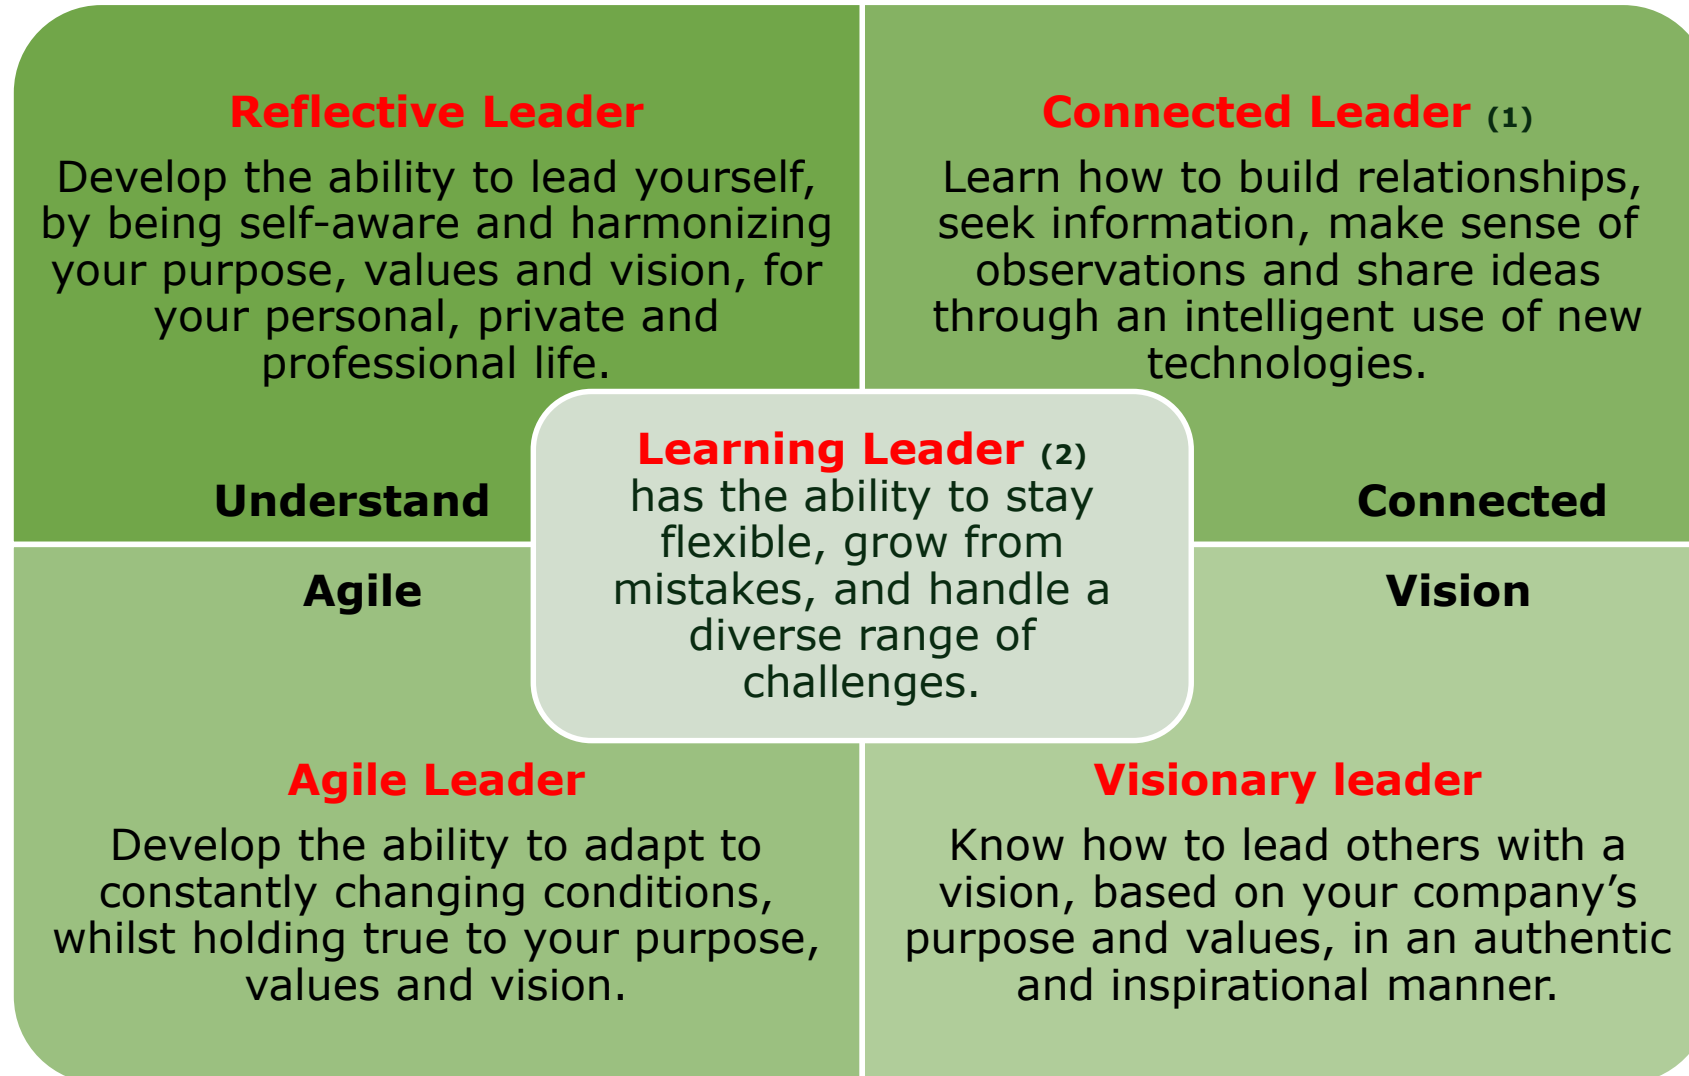 Reflective Leader
Develop the ability to lead yourself,
by being self-aware and harmonizing
your purpose, values and vision, for
your personal, private and
professional life.
Understand
Connected Leader (1)
Learn how to build relationships,
seek information, make sense of
observations and share ideas
through an intelligent use of new
technologies.
Connected
Learning Leader (2)
has the ability to stay
flexible, grow from
mistakes, and handle a
diverse range of
challenges.
Agile
Agile Leader
Develop the ability to adapt to
constantly changing conditions,
whilst holding true to your purpose,
values and vision.
Vision
Visionary leader
Know how to lead others with a
vision, based on your company’s
purpose and values, in an authentic
and inspirational manner.